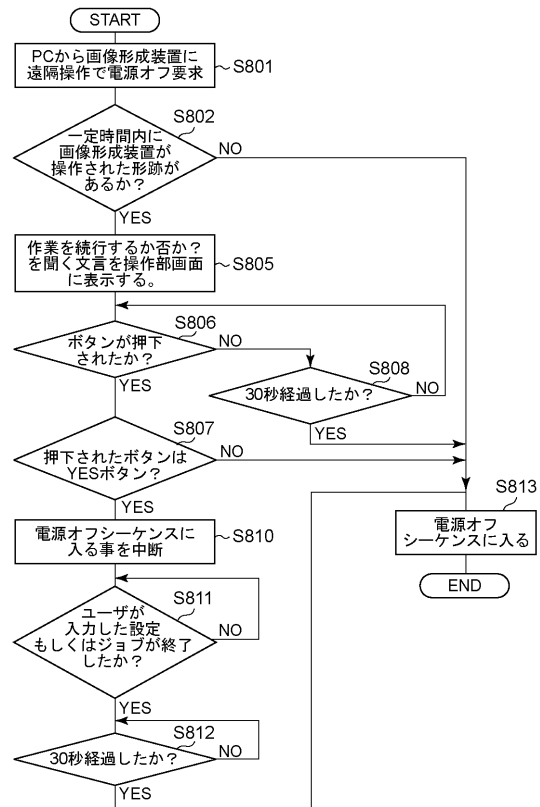 START
PCから画像形成装置に
遠隔操作で電源オフ要求
S801
S802
一定時間内に
画像形成装置が
操作された形跡が
あるか？
NO
YES
作業を続行するか否か？
を聞く文言を操作部画面
に表示する。
S805
S806
ボタンが押下
されたか？
NO
YES
S808
30秒経過したか？
NO
YES
S807
押下されたボタンは
YESボタン？
NO
YES
S813
電源オフ
シーケンスに入る
END
電源オフシーケンスに
入る事を中断
S810
S811
ユーザが
入力した設定
もしくはジョブが終了
したか？
NO
YES
S812
30秒経過したか？
NO
YES